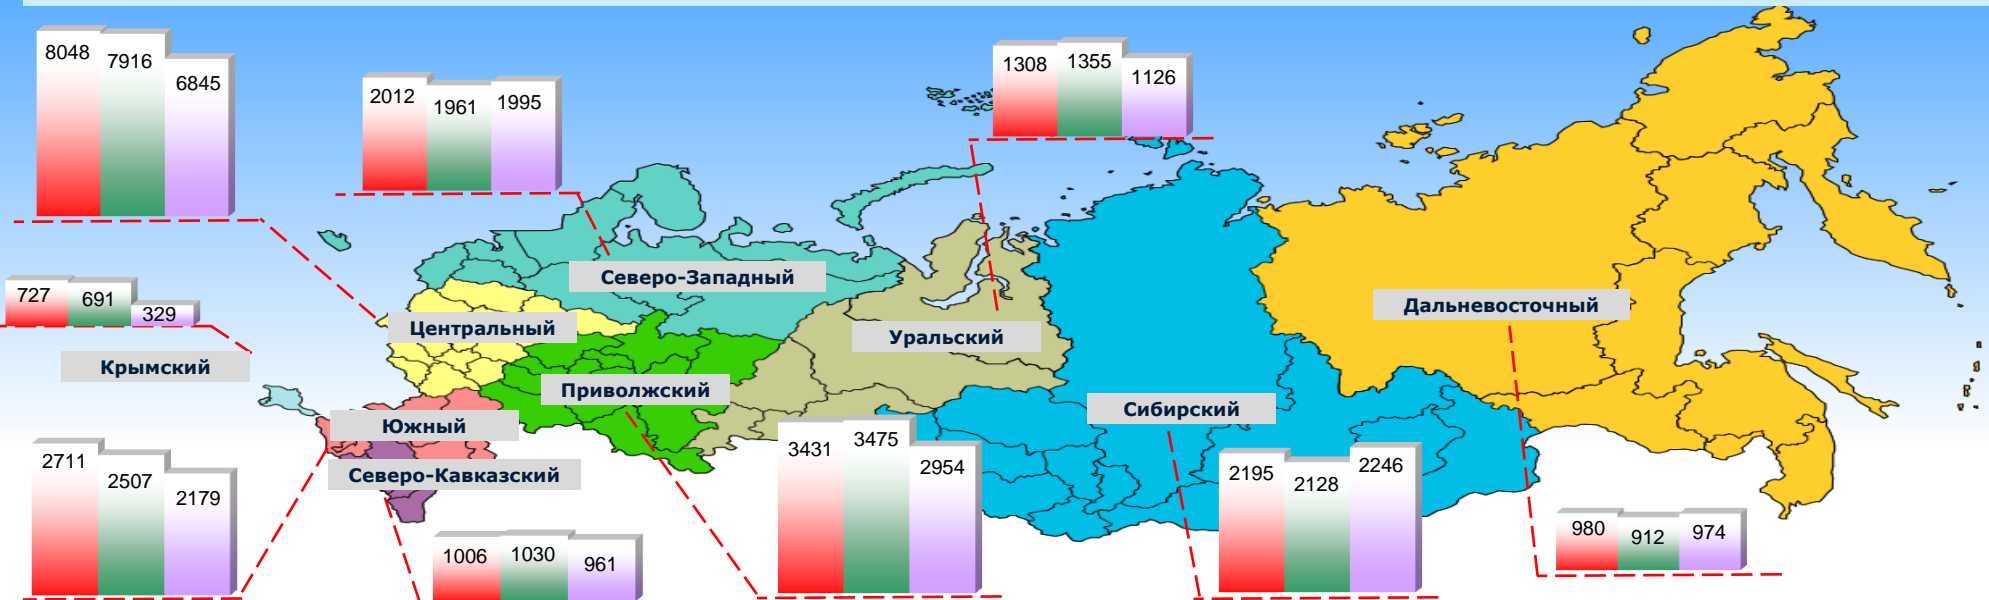 8048 7916 6845
2012 1961 1995
1308 1355 1126
Северо-Западный
727 691 329
Центральный
Уральский
Дальневосточный
Крымский
Приволжский
Сибирский
Южный
Северо-Кавказский
2711 2507 2179
1006 1030 961
3431 3475 2954
2195 2128 2246
980 912 974